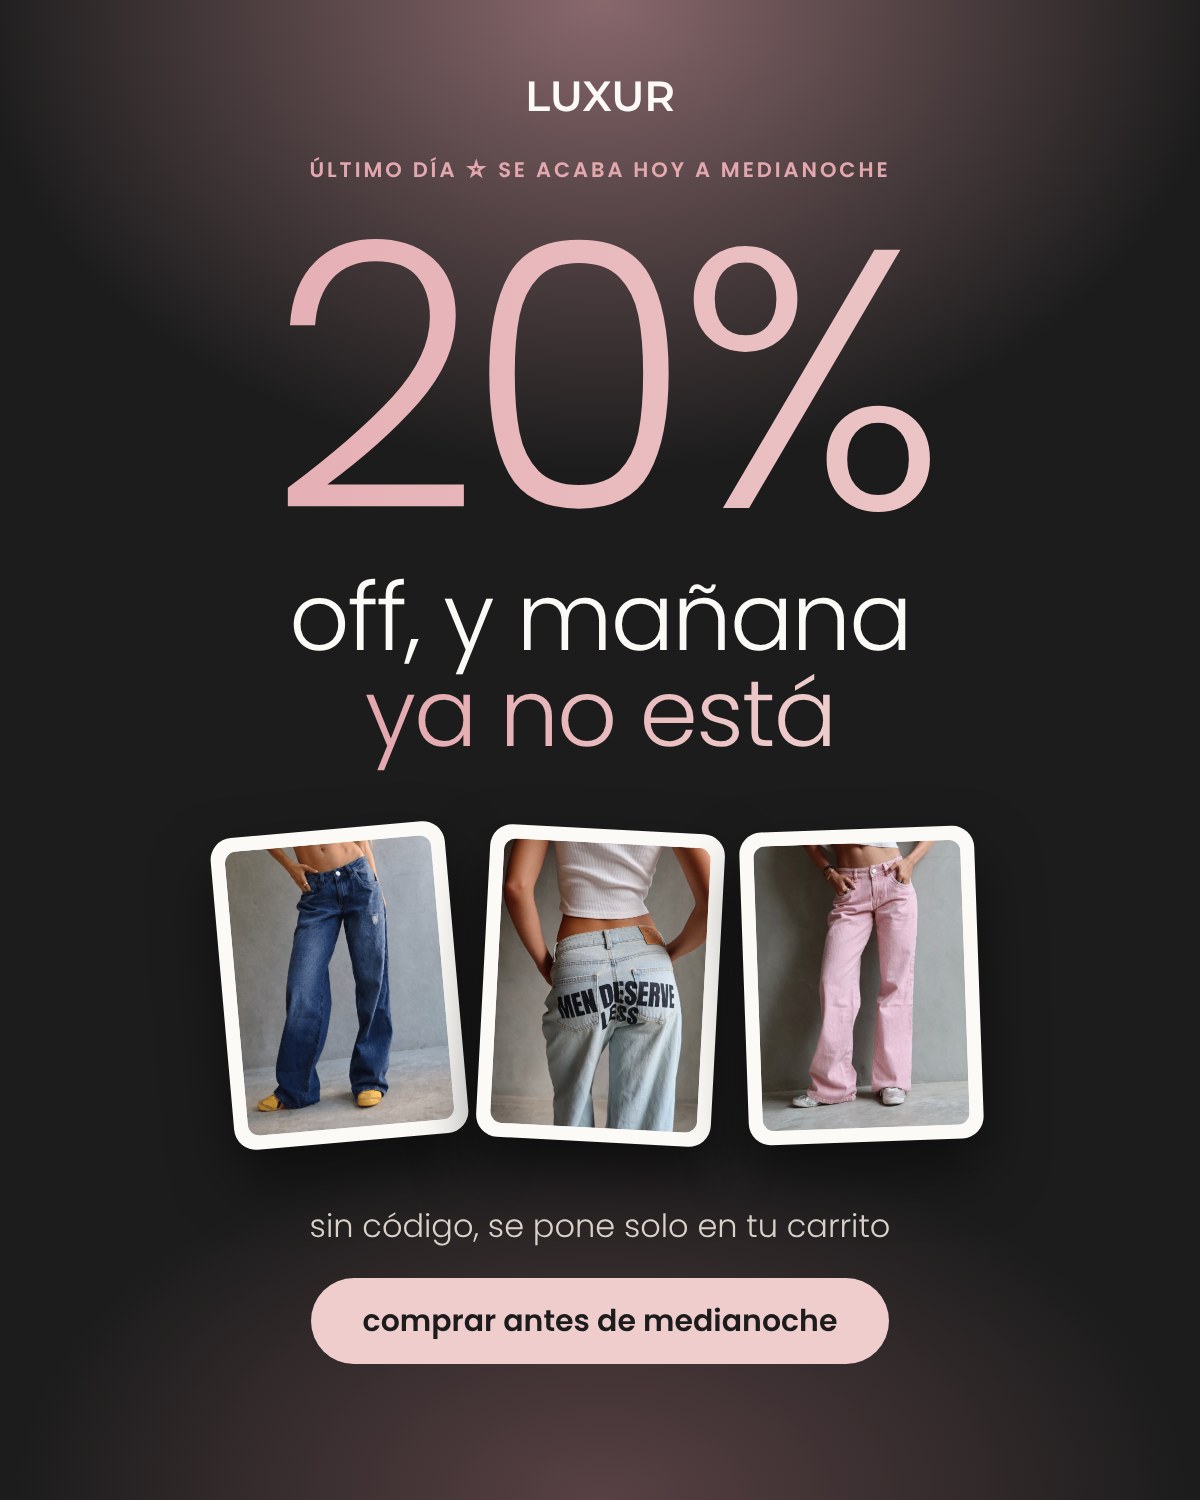 LUXUR
ÚLTIMO DÍA ☆ SE ACABA HOY A MEDIANOCHE
20%
off, y mañana
ya no está
MEN DESERVE
LESS
sin código, se pone solo en tu carrito
comprar antes de medianoche